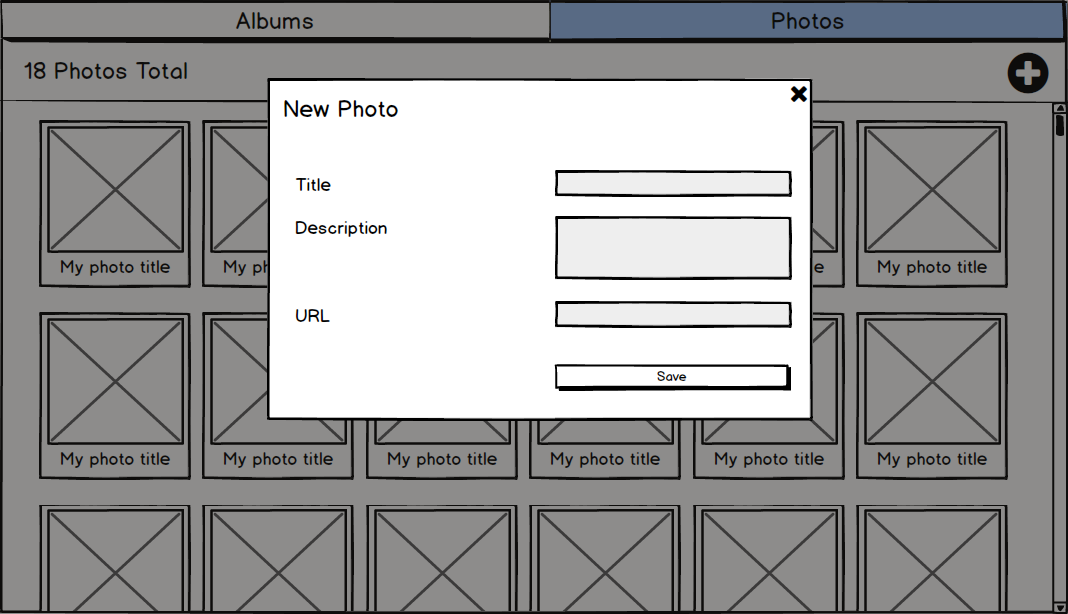 Albums
Photos
18 Photos Total
New Photo
Title
Description
URL
Save
My photo title
My ph
e
My photo title
My photo title
My photo title
My photo title
My photo title
My photo title
My photo title